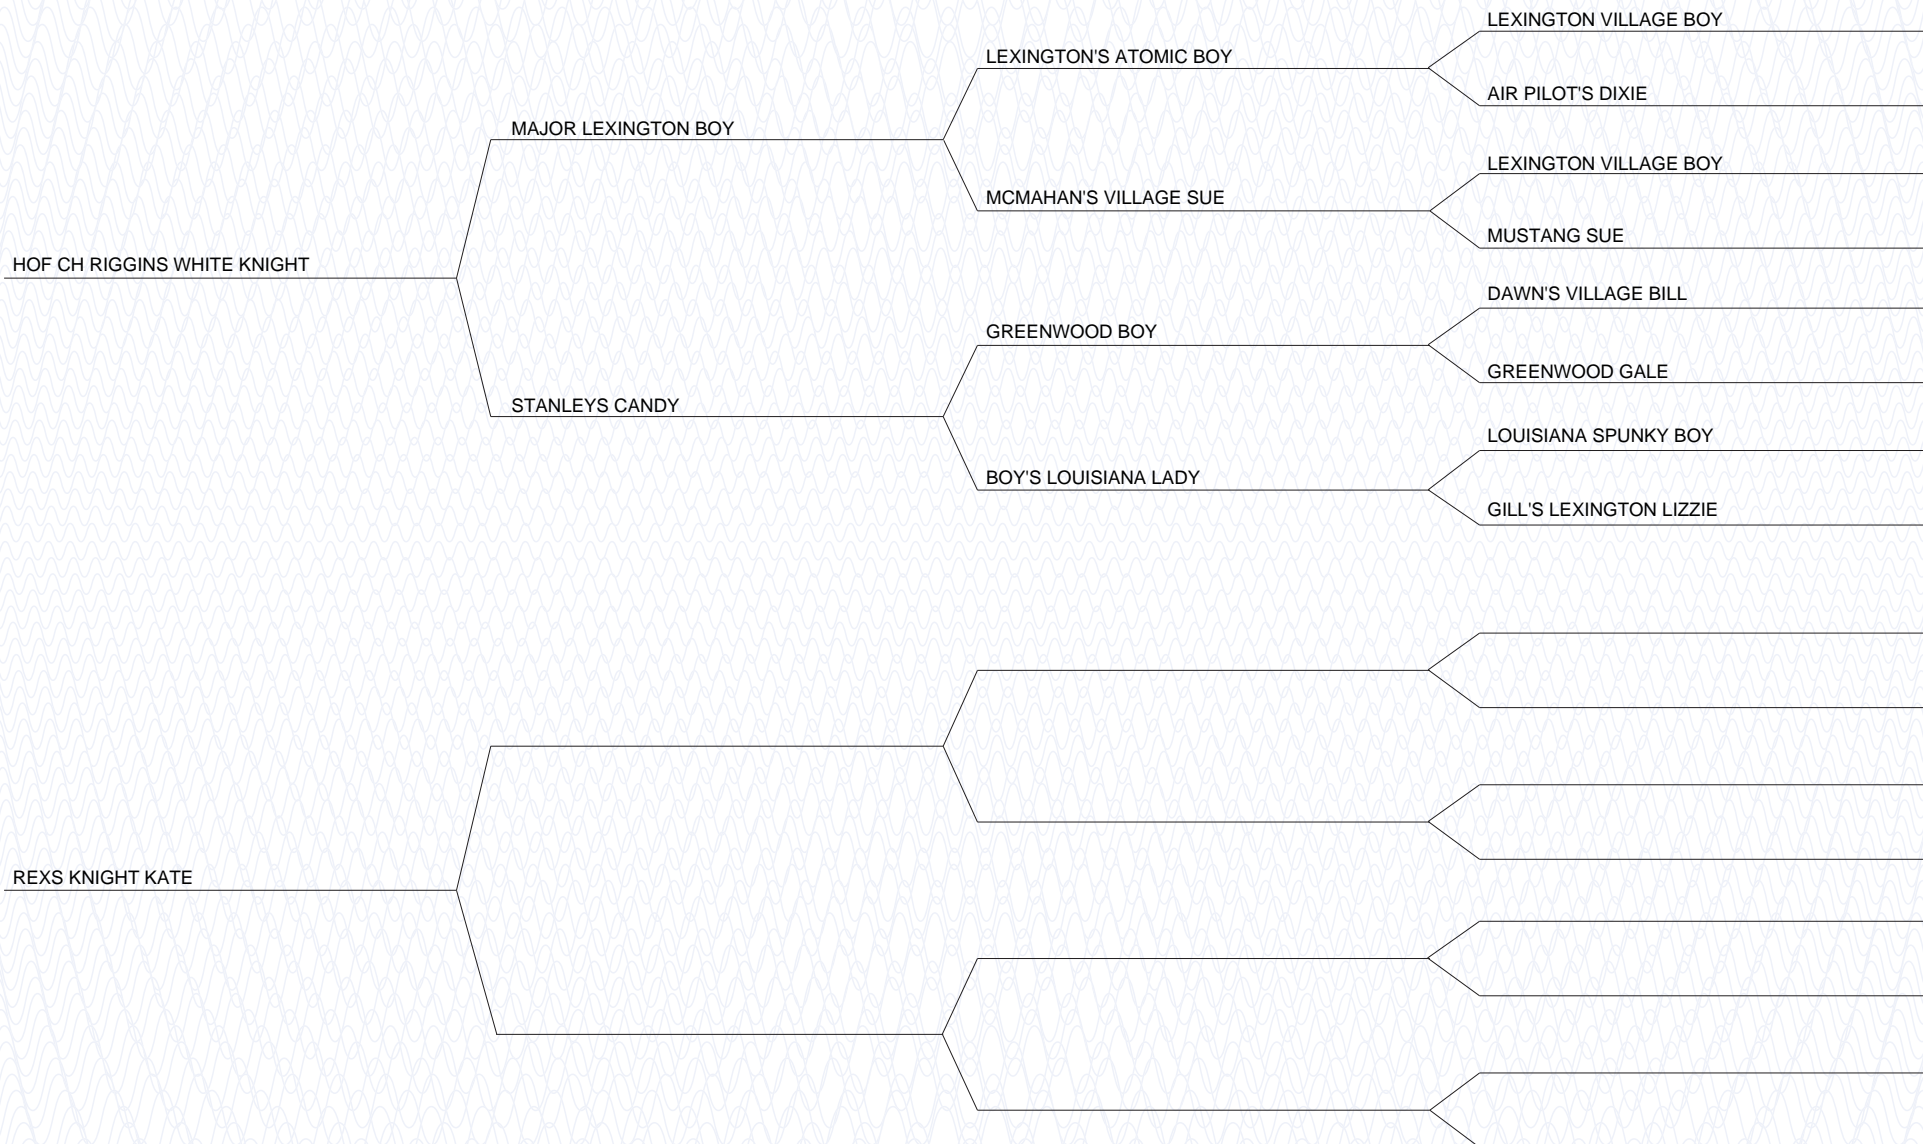 LEXINGTON VILLAGE BOY
LEXINGTON'S ATOMIC BOY
AIR PILOT'S DIXIE
MAJOR LEXINGTON BOY
LEXINGTON VILLAGE BOY
MCMAHAN'S VILLAGE SUE
MUSTANG SUE
HOF CH RIGGINS WHITE KNIGHT
DAWN'S VILLAGE BILL
GREENWOOD BOY
GREENWOOD GALE
STANLEYS CANDY
LOUISIANA SPUNKY BOY
BOY'S LOUISIANA LADY
GILL'S LEXINGTON LIZZIE
REXS KNIGHT KATE